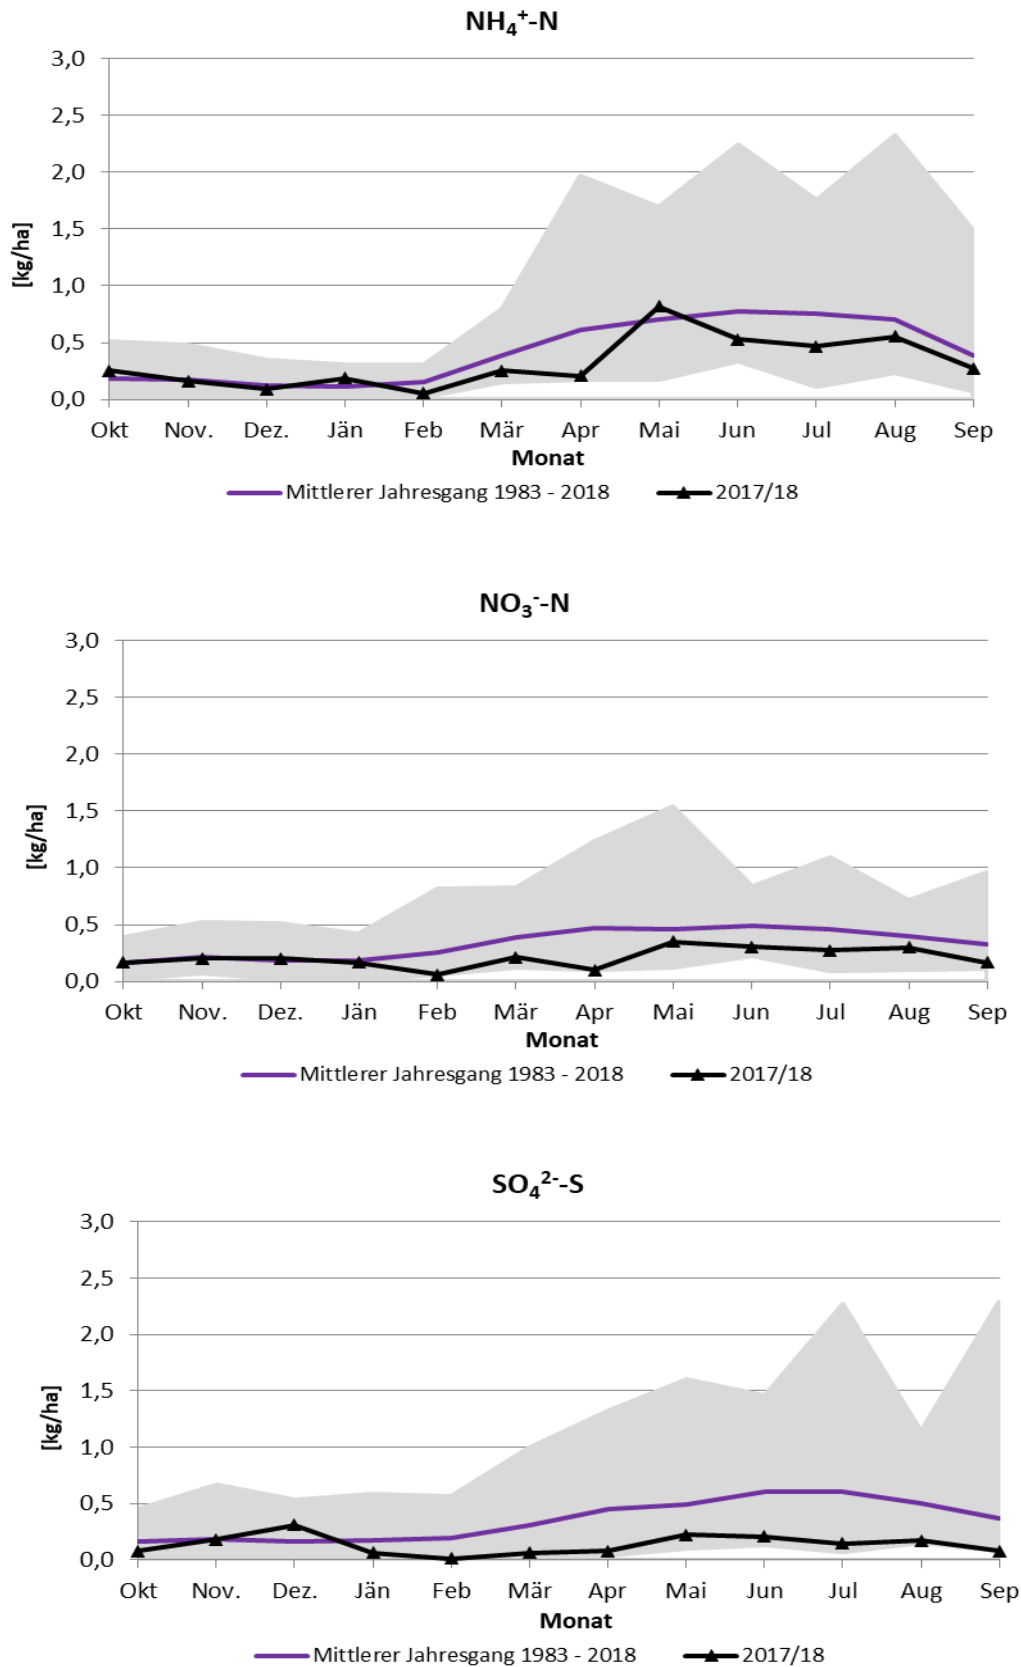 NH₄⁺-N
3,0
2,5
2,0
1,5
1,0
0,5
0,0
[kg/ha]
Okt Nov. Dez. Jän Feb Mär Apr Mai Jun Jul Aug Sep
Monat
Mittlerer Jahresgang 1983 - 2018 2017/18
NO₃⁻-N
3,0
2,5
2,0
1,5
1,0
0,5
0,0
[kg/ha]
Okt Nov. Dez. Jän Feb Mär Apr Mai Jun Jul Aug Sep
Monat
Mittlerer Jahresgang 1983 - 2018 2017/18
SO₄²⁻-S
3,0
2,5
2,0
1,5
1,0
0,5
0,0
[kg/ha]
Okt Nov. Dez. Jän Feb Mär Apr Mai Jun Jul Aug Sep
Monat
Mittlerer Jahresgang 1983 - 2018 2017/18